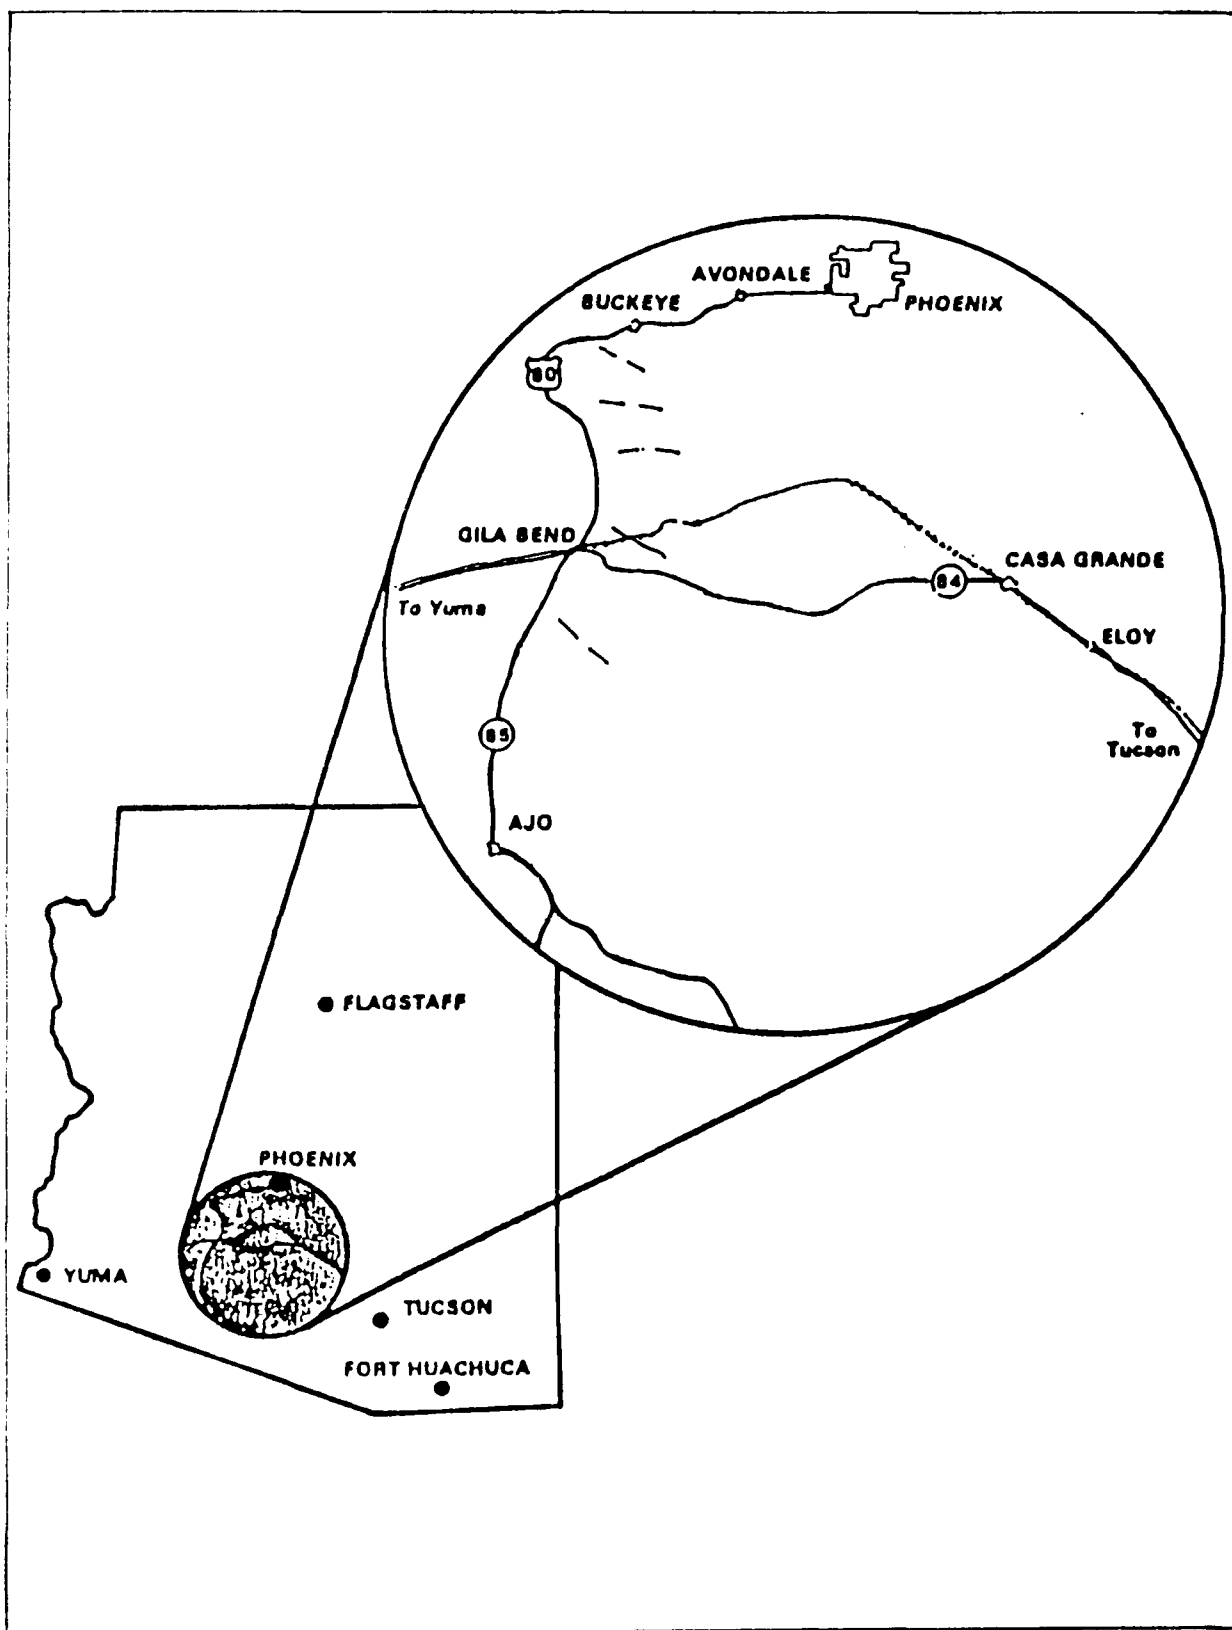 AVONDALE
BUCKEYE
PHOENIX
80
GILA BEND
CASA GRANDE
84
To Yuma
ELOY
85
To
Tucson
AJO
FLAGSTAFF
PHOENIX
YUMA
TUCSON
FORT HUACHUCA